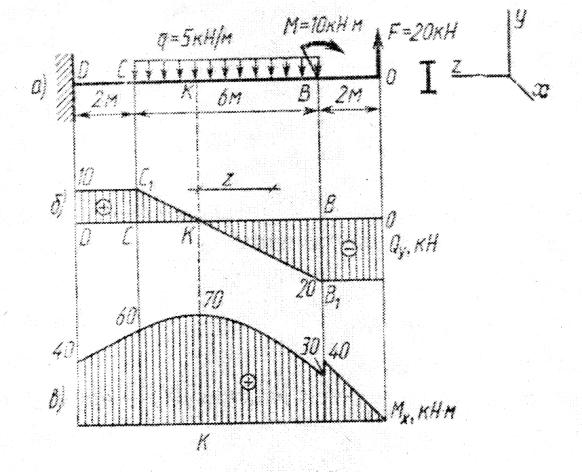 q=5кН/м M=10кН·м F=20кН y
а) D C K B O z x
2м 6м 2м
10 C₁ z B O
б) ⊕ ⊖
D C K Qy, кН
20 B₁
40 60 70 30 40
в) ⊕ Mx, кН·м
K